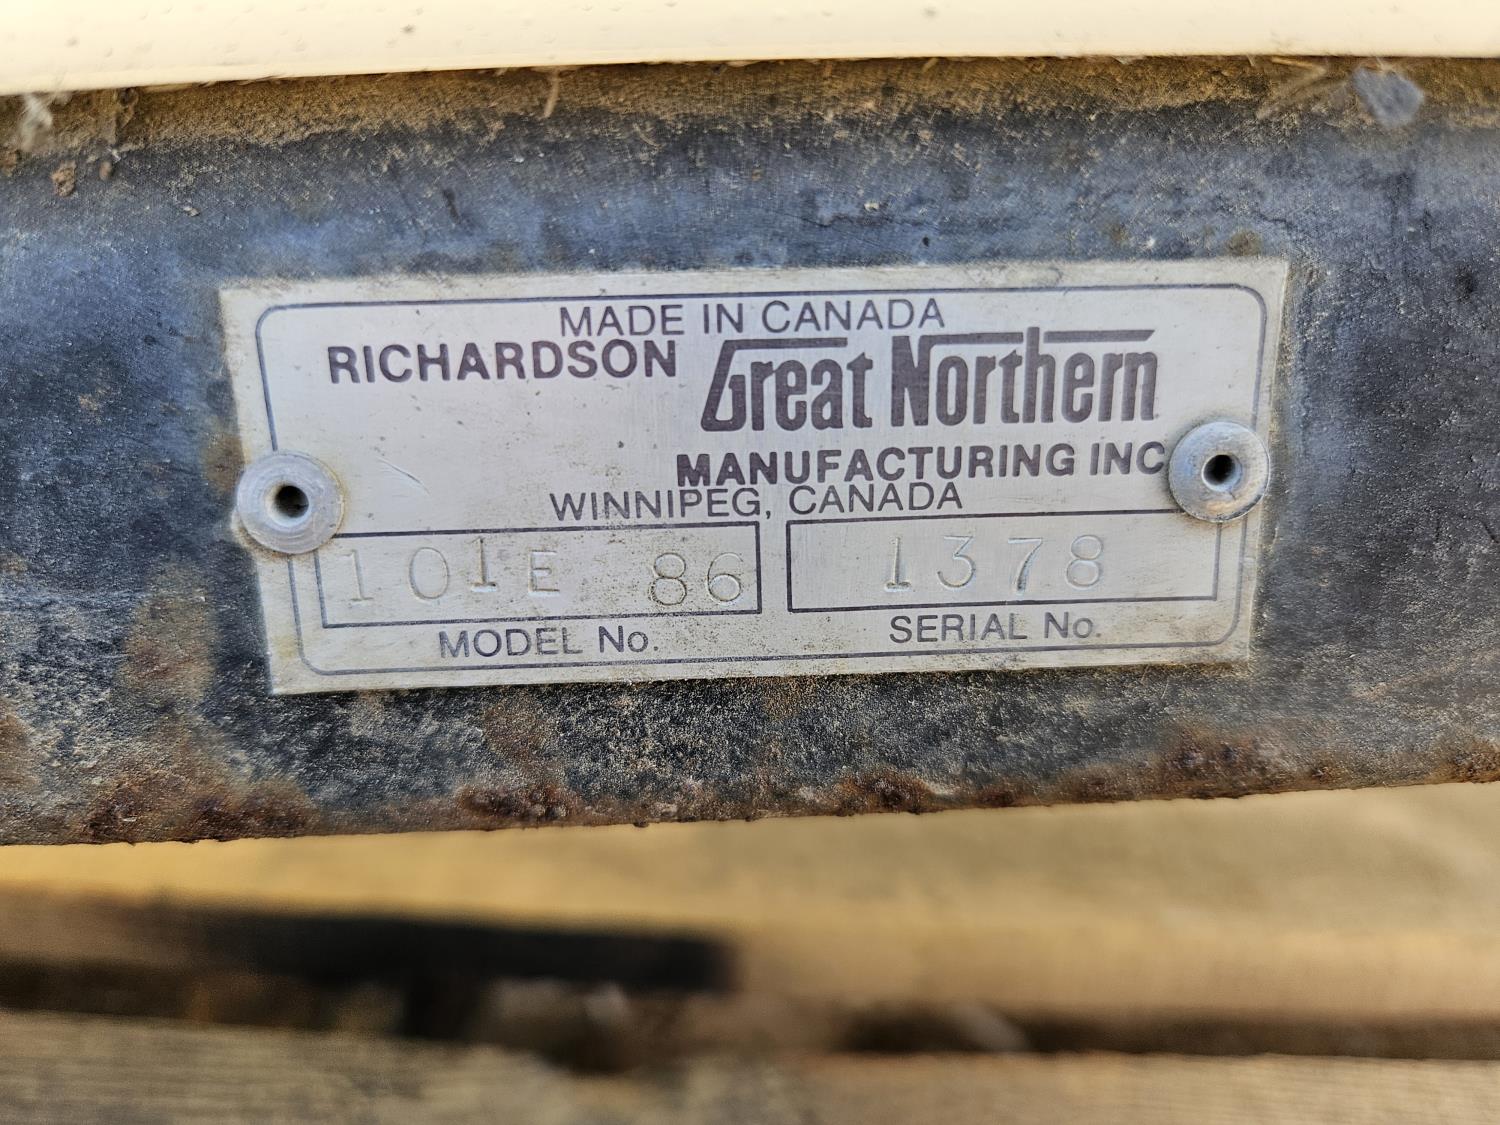 MADE IN CANADA
RICHARDSON Great Northern
MANUFACTURING INC
WINNIPEG, CANADA
101E 86 1378
MODEL No. SERIAL No.